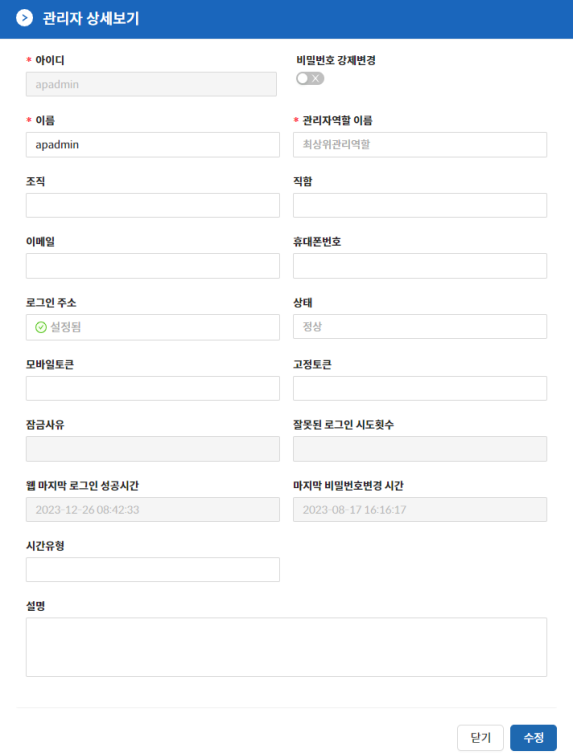 관리자 상세보기
* 아이디
비밀번호 강제변경
apadmin
* 이름
* 관리자역할 이름
apadmin
최상위관리역할
조직
직함
이메일
휴대폰번호
로그인 주소
상태
설정됨
정상
모바일토큰
고정토큰
잠금사유
잘못된 로그인 시도횟수
웹 마지막 로그인 성공시간
마지막 비밀번호변경 시간
2023-12-26 08:42:33
2023-08-17 16:16:17
시간유형
설명
닫기
수정